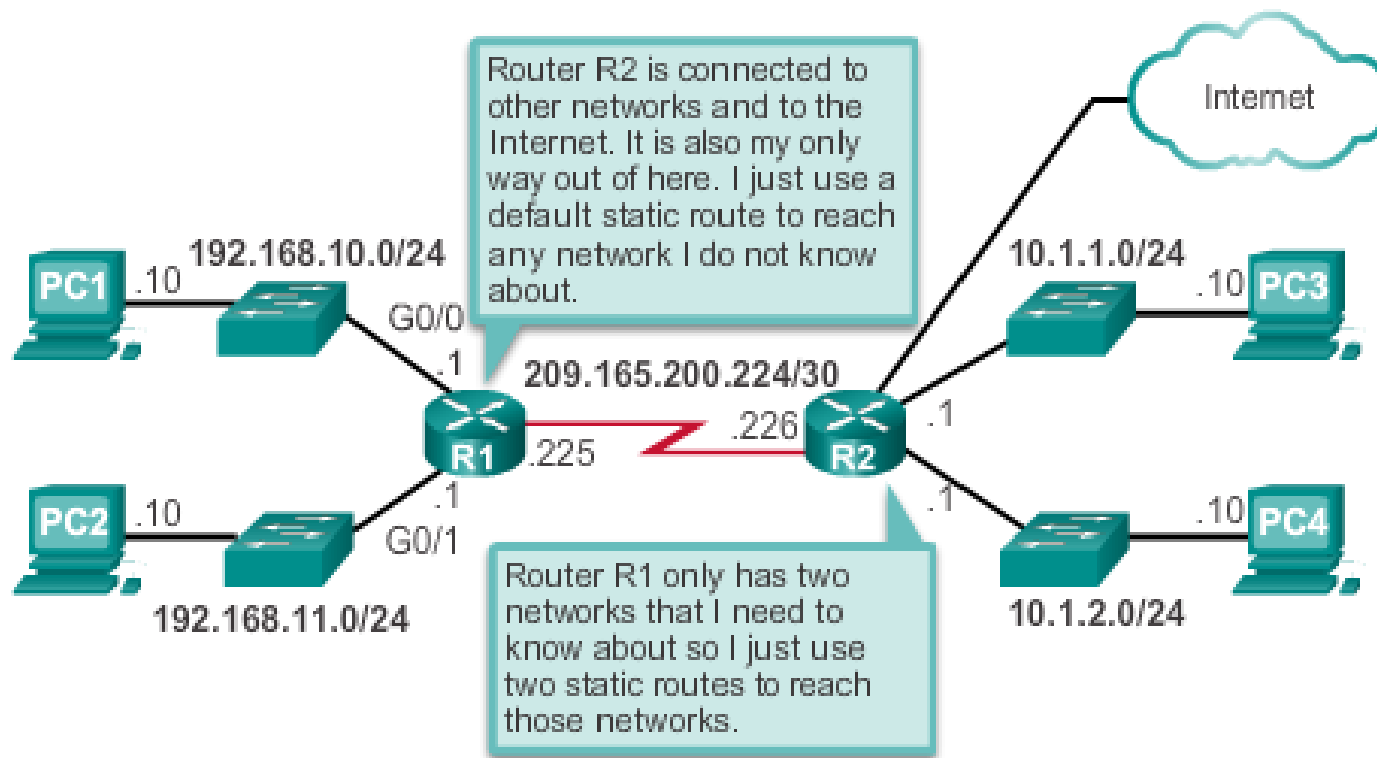 Router R2 is connected to
other networks and to the
Internet. It is also my only
way out of here. I just use a
default static route to reach
any network I do not know
about.
Internet
192.168.10.0/24
10.1.1.0/24
PC1
.10
G0/0
.1
.10
PC3
209.165.200.224/30
R1
.225
.226
R2
.1
.1
PC2
.10
.1
G0/1
.10
PC4
192.168.11.0/24
10.1.2.0/24
Router R1 only has two
networks that I need to
know about so I just use
two static routes to reach
those networks.